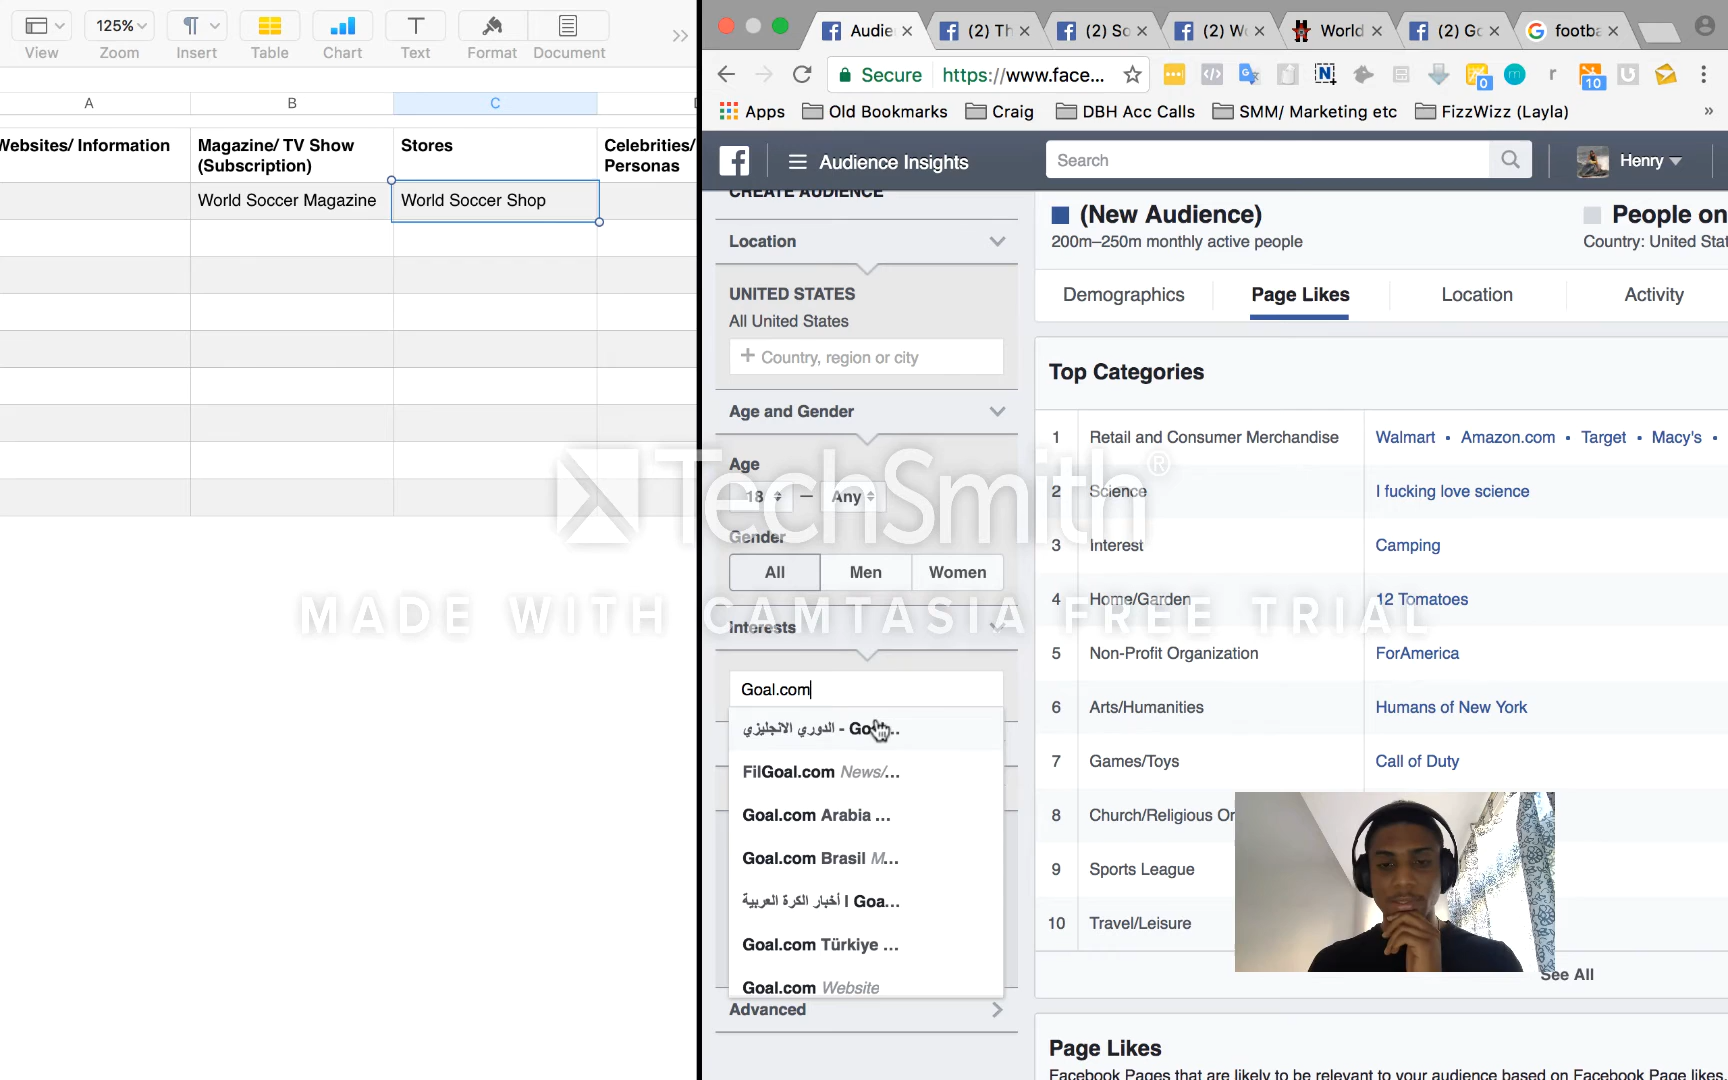 View
125%
Zoom
Insert
Table
Chart
Text
Format
Document
A
B
C
Websites/ Information
Magazine/ TV Show
(Subscription)
Stores
Celebrities/
Personas
World Soccer Magazine
World Soccer Shop
Audie
(2) Th
(2) So
(2) W
World
(2) Go
footba
Secure
https://www.face...
0
m
r
10
Apps
Old Bookmarks
Craig
DBH Acc Calls
SMM/ Marketing etc
FizzWizz (Layla)
»
Audience Insights
Search
Henry
CREATE AUDIENCE
Location
UNITED STATES
All United States
+ Country, region or city
Age and Gender
Age
18 — Any
Gender
All
Men
Women
Interests
Goal.com
الدوري الانجليزي - Go...
FilGoal.com News/...
Goal.com Arabia ...
Goal.com Brasil M...
أخبار الكرة العربية | Goa...
Goal.com Türkiye ...
Goal.com Website
Advanced
(New Audience)
200m–250m monthly active people
People on
Country: United Stat
Demographics
Page Likes
Location
Activity
Top Categories
1 Retail and Consumer Merchandise Walmart • Amazon.com • Target • Macy's •
2 Science I fucking love science
3 Interest Camping
4 Home/Garden 12 Tomatoes
5 Non-Profit Organization ForAmerica
6 Arts/Humanities Humans of New York
7 Games/Toys Call of Duty
8 Church/Religious Or
9 Sports League
10 Travel/Leisure
See All
Page Likes
Facebook Pages that are likely to be relevant to your audience based on Facebook Page likes.
TechSmith®
MADE WITH CAMTASIA FREE TRIAL